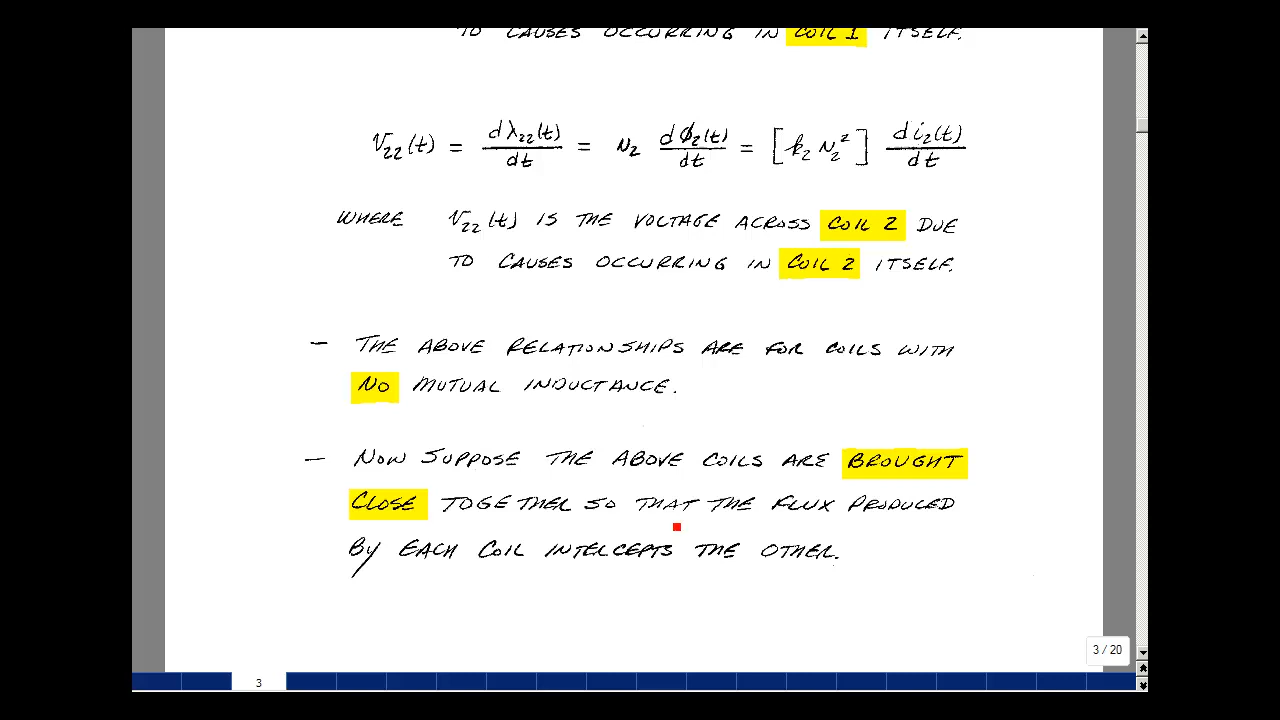 TO CAUSES OCCURRING IN COIL 1 ITSELF.
V₂₂(t) = dλ₂₂(t)/dt = N₂ dϕ₂(t)/dt = [k₂ N₂²] di₂(t)/dt
WHERE V₂₂(t) IS THE VOLTAGE ACROSS COIL 2 DUE
TO CAUSES OCCURRING IN COIL 2 ITSELF.
– THE ABOVE RELATIONSHIPS ARE FOR COILS WITH
NO MUTUAL INDUCTANCE.
– NOW SUPPOSE THE ABOVE COILS ARE BROUGHT
CLOSE TOGETHER SO THAT THE FLUX PRODUCED
BY EACH COIL INTERCEPTS THE OTHER.
3 / 20
3